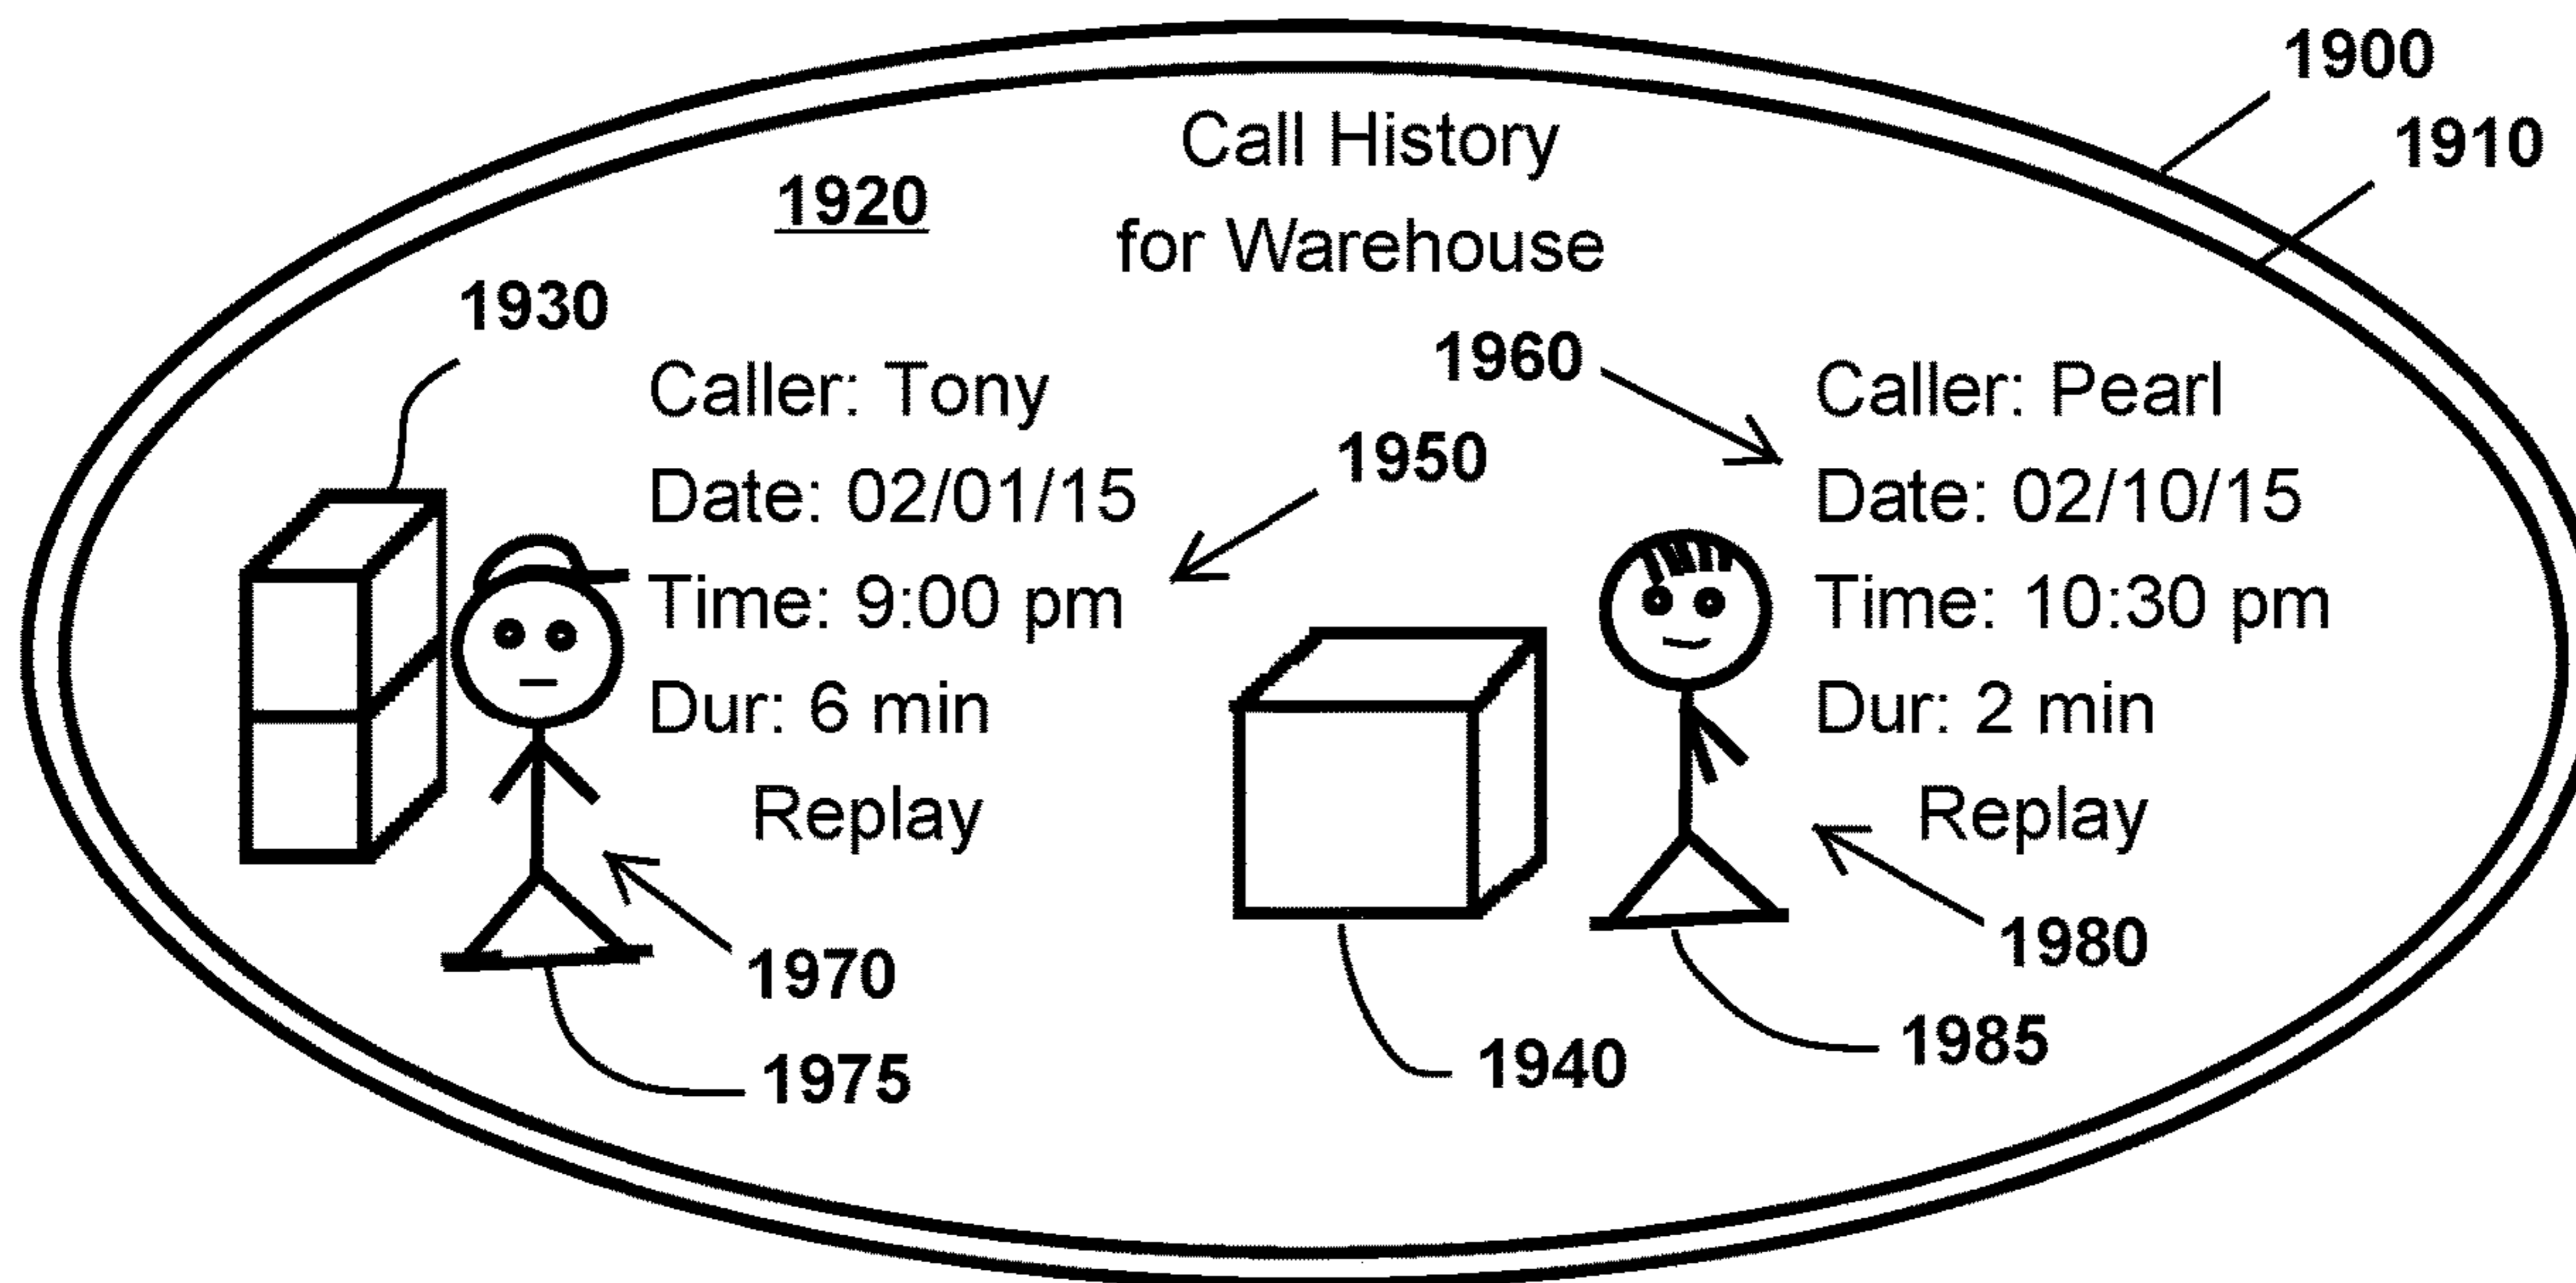 1900
1910
Call History
for Warehouse
1920
1930
1960
1950
Caller: Tony
Date: 02/01/15
Time: 9:00 pm
Dur: 6 min
Replay
Caller: Pearl
Date: 02/10/15
Time: 10:30 pm
Dur: 2 min
Replay
1970
1975
1980
1985
1940